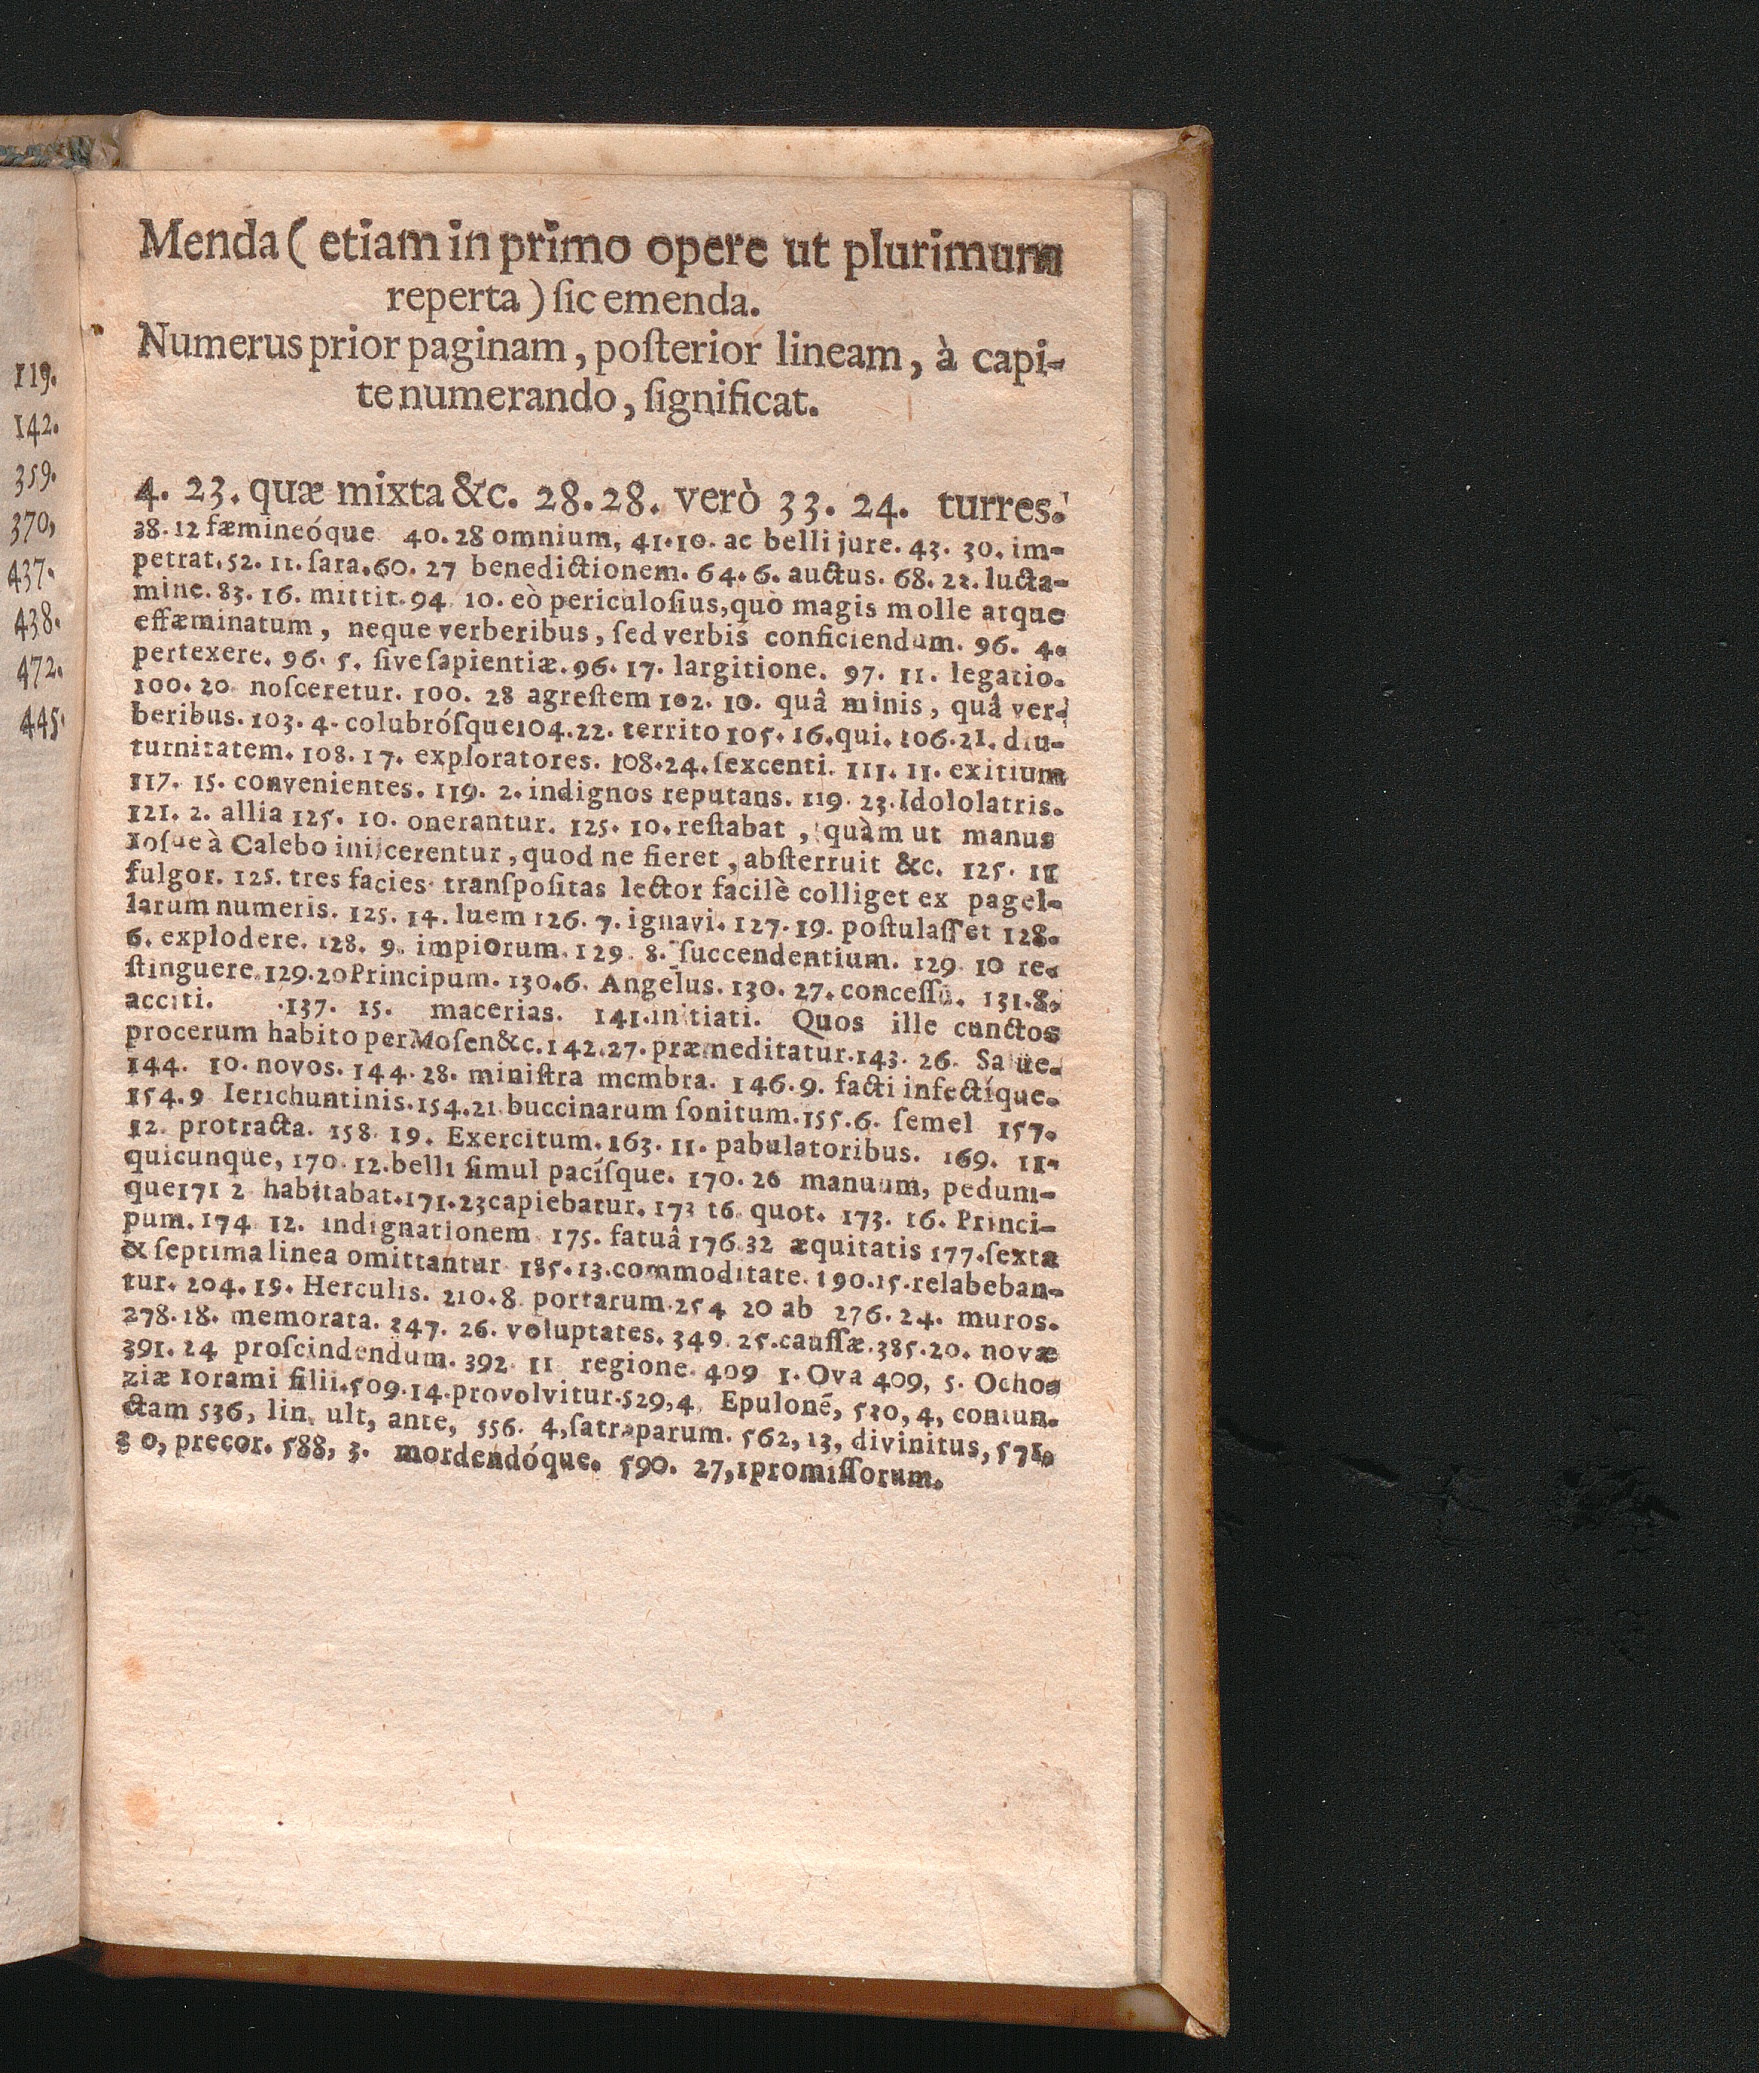 119.
142.
359.
370,
437.
438.
472.
445.
Menda ( etiam in primo opere ut plurimum
reperta ) ſic emenda.
Numerus prior paginam, poſterior lineam, à capi-
te numerando, ſignificat.
4. 23. quæ mixta &c. 28. 28. verò 33. 24. turres.
38. 12 fæmineóque 40. 28 omnium, 41. 10. ac belli jure. 43. 30. im-
petrat. 52. 11. ſara. 60. 27 benedictionem. 64. 6. auctus. 68. 22. lucta-
mine. 83. 16. mittit. 94 10. eò periculoſius, quò magis molle atque
effæminatum, neque verberibus, ſed verbis conficiendum. 96. 4.
pertexere. 96. 5. ſive ſapientiæ. 96. 17. largitione. 97. 11. legatio.
100. 20 noſceretur. 100. 28 agreſtem 102. 10. quâ minis, quâ ver-
beribus. 103. 4. colubróſque 104. 22. territo 105. 16. qui. 106. 21. diu-
turnitatem. 108. 17. exploratores. 108. 24. ſexcenti. 111. 11. exitium
117. 15. convenientes. 119. 2. indignos reputans. 119. 23. Idololatris.
121. 2. allia 125. 10. onerantur. 125. 10. reſtabat, quàm ut manus
Ioſue à Calebo inijcerentur, quod ne fieret, abſterruit &c. 125. 11
fulgor. 125. tres facies tranſpoſitas lector facilè colliget ex pagel-
larum numeris. 125. 14. luem 126. 7. ignavi. 127. 19. poſtulaſſet 128.
6. explodere. 128. 9. impiorum. 129. 8. ſuccendentium. 129 10 re-
ſtinguere. 129. 20 Principum. 130. 6. Angelus. 130. 27. conceſſu. 131. 8.
acciti. 137. 15. macerias. 141. initiati. Quos ille cunctos
procerum habito per Moſen &c. 142. 27. præmeditatur. 143. 26. Salüe.
144. 10. novos. 144. 28. miniſtra membra. 146. 9. facti infectíque.
154. 9 Ierichuntinis. 154. 21. buccinarum ſonitum. 155. 6. ſemel 157.
12. protracta. 158. 19. Exercitum. 163. 11. pabulatoribus. 169. 11.
quicunque, 170. 12. belli ſimul pacíſque. 170. 26 manuum, pedum-
que 171 2 habitabat. 171. 23 capiebatur. 173 16. quot. 173. 16. Princi-
pum. 174 12. indignationem 175. fatuâ 176. 32 æquitatis 177. ſexta
& ſeptima linea omittantur 185. 13. commoditate. 190. 15. relabeban-
tur. 204. 19. Herculis. 210. 8. portarum. 254 20 ab 276. 24. muros.
278. 18. memorata. 347. 26. voluptates. 349. 25. cauſſæ. 385. 20. novæ
391. 24 proſcindendum. 392. 11 regione. 409 1. Ova 409, 5. Ocho-
ziæ Iorami filii. 509. 14. provolvitur. 529, 4, Epuloné, 530, 4, coniun-
ctam 536, lin. ult, ante, 556. 4, ſatraparum. 562, 13, divinitus, 571.
30, precor. 588, 3. mordendóque. 590. 27, promiſſorum.